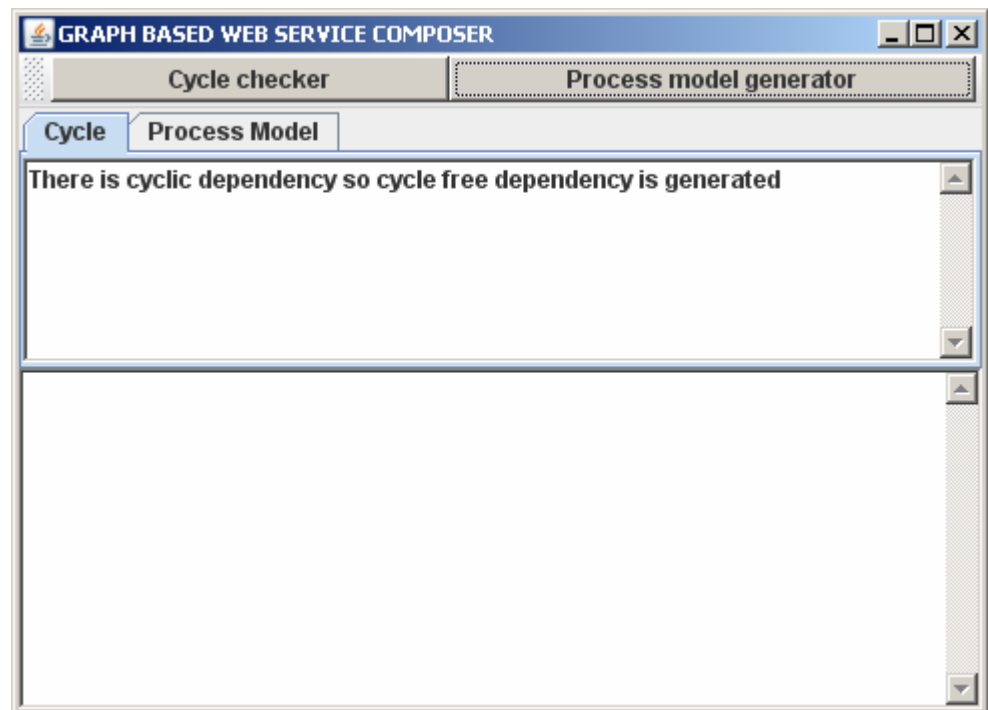 GRAPH BASED WEB SERVICE COMPOSER
Cycle checker Process model generator
Cycle Process Model
There is cyclic dependency so cycle free dependency is generated